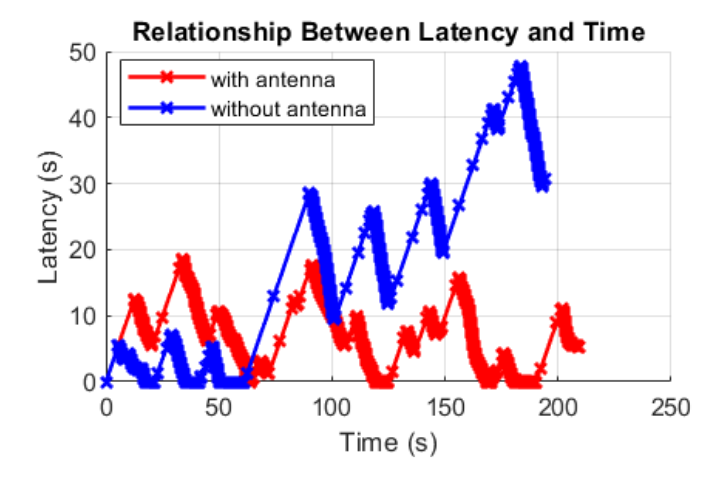 Relationship Between Latency and Time
with antenna
without antenna
50
40
30
20
10
0
Latency (s)
0 50 100 150 200 250
Time (s)